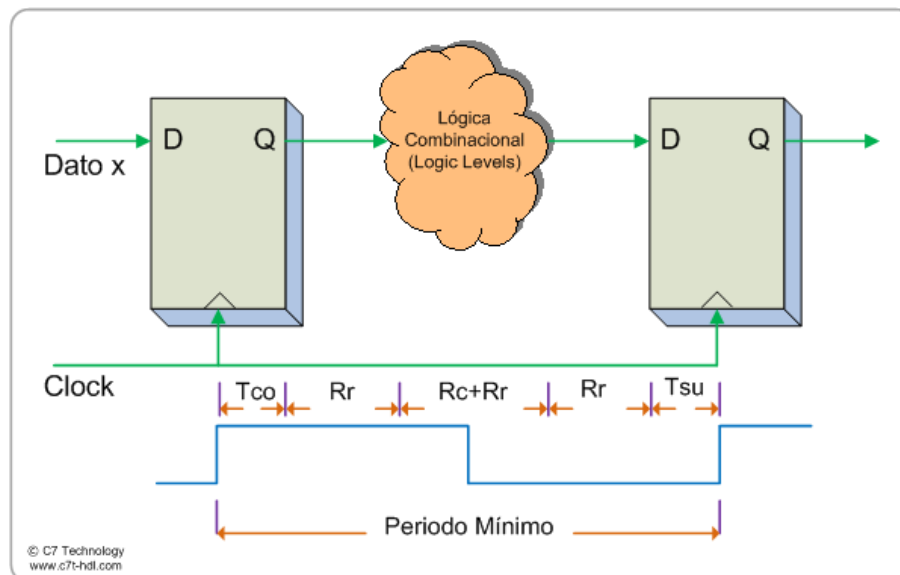 Lógica
Combinacional
(Logic Levels)
D
Q
D
Q
Dato x
Clock
Tco
Rr
Rc+Rr
Rr
Tsu
Periodo Mínimo
© C7 Technology
www.c7t-hdl.com